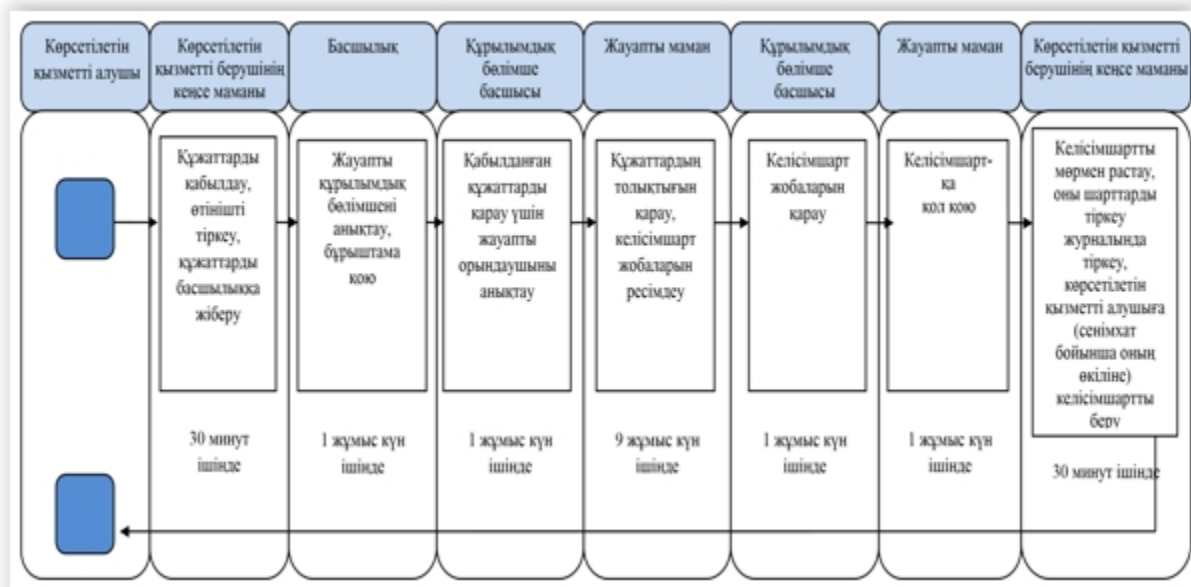 Көрсетілетін
қызметті алушы
Көрсетілетін
қызметті берушінің
кеңсе маманы
Басшылық
Құрылымдық
бөлімше
басшысы
Жауапты маман
Құрылымдық
бөлімше
басшысы
Жауапты маман
Көрсетілетін қызметті
берушінің кеңсе маманы
Құжаттарды
қабылдау,
өтінішті
тіркеу,
құжаттарды
басшылыққа
жіберу
Жауапты
құрылымдық
бөлімшені
анықтау,
бұрыштама
қою
Қабылданған
құжаттарды
қарау үшін
жауапты
орындаушыны
анықтау
Құжаттардың
толықтығын
қарау,
келісімшарт
жобаларын
ресімдеу
Келісімшарт
жобаларын
қарау
Келісімшарт-
қа
қол қою
Келісімшартты
мөрмен растау,
оны шарттарды
тіркеу
журналында
тіркеу,
көрсетілетін
қызметті алушыға
(сенімхат
бойынша оның
өкіліне)
келісімшартты
беру
30 минут
ішінде
1 жұмыс күн
ішінде
1 жұмыс күн
ішінде
9 жұмыс күн
ішінде
1 жұмыс күн
ішінде
1 жұмыс күн
ішінде
30 минут ішінде